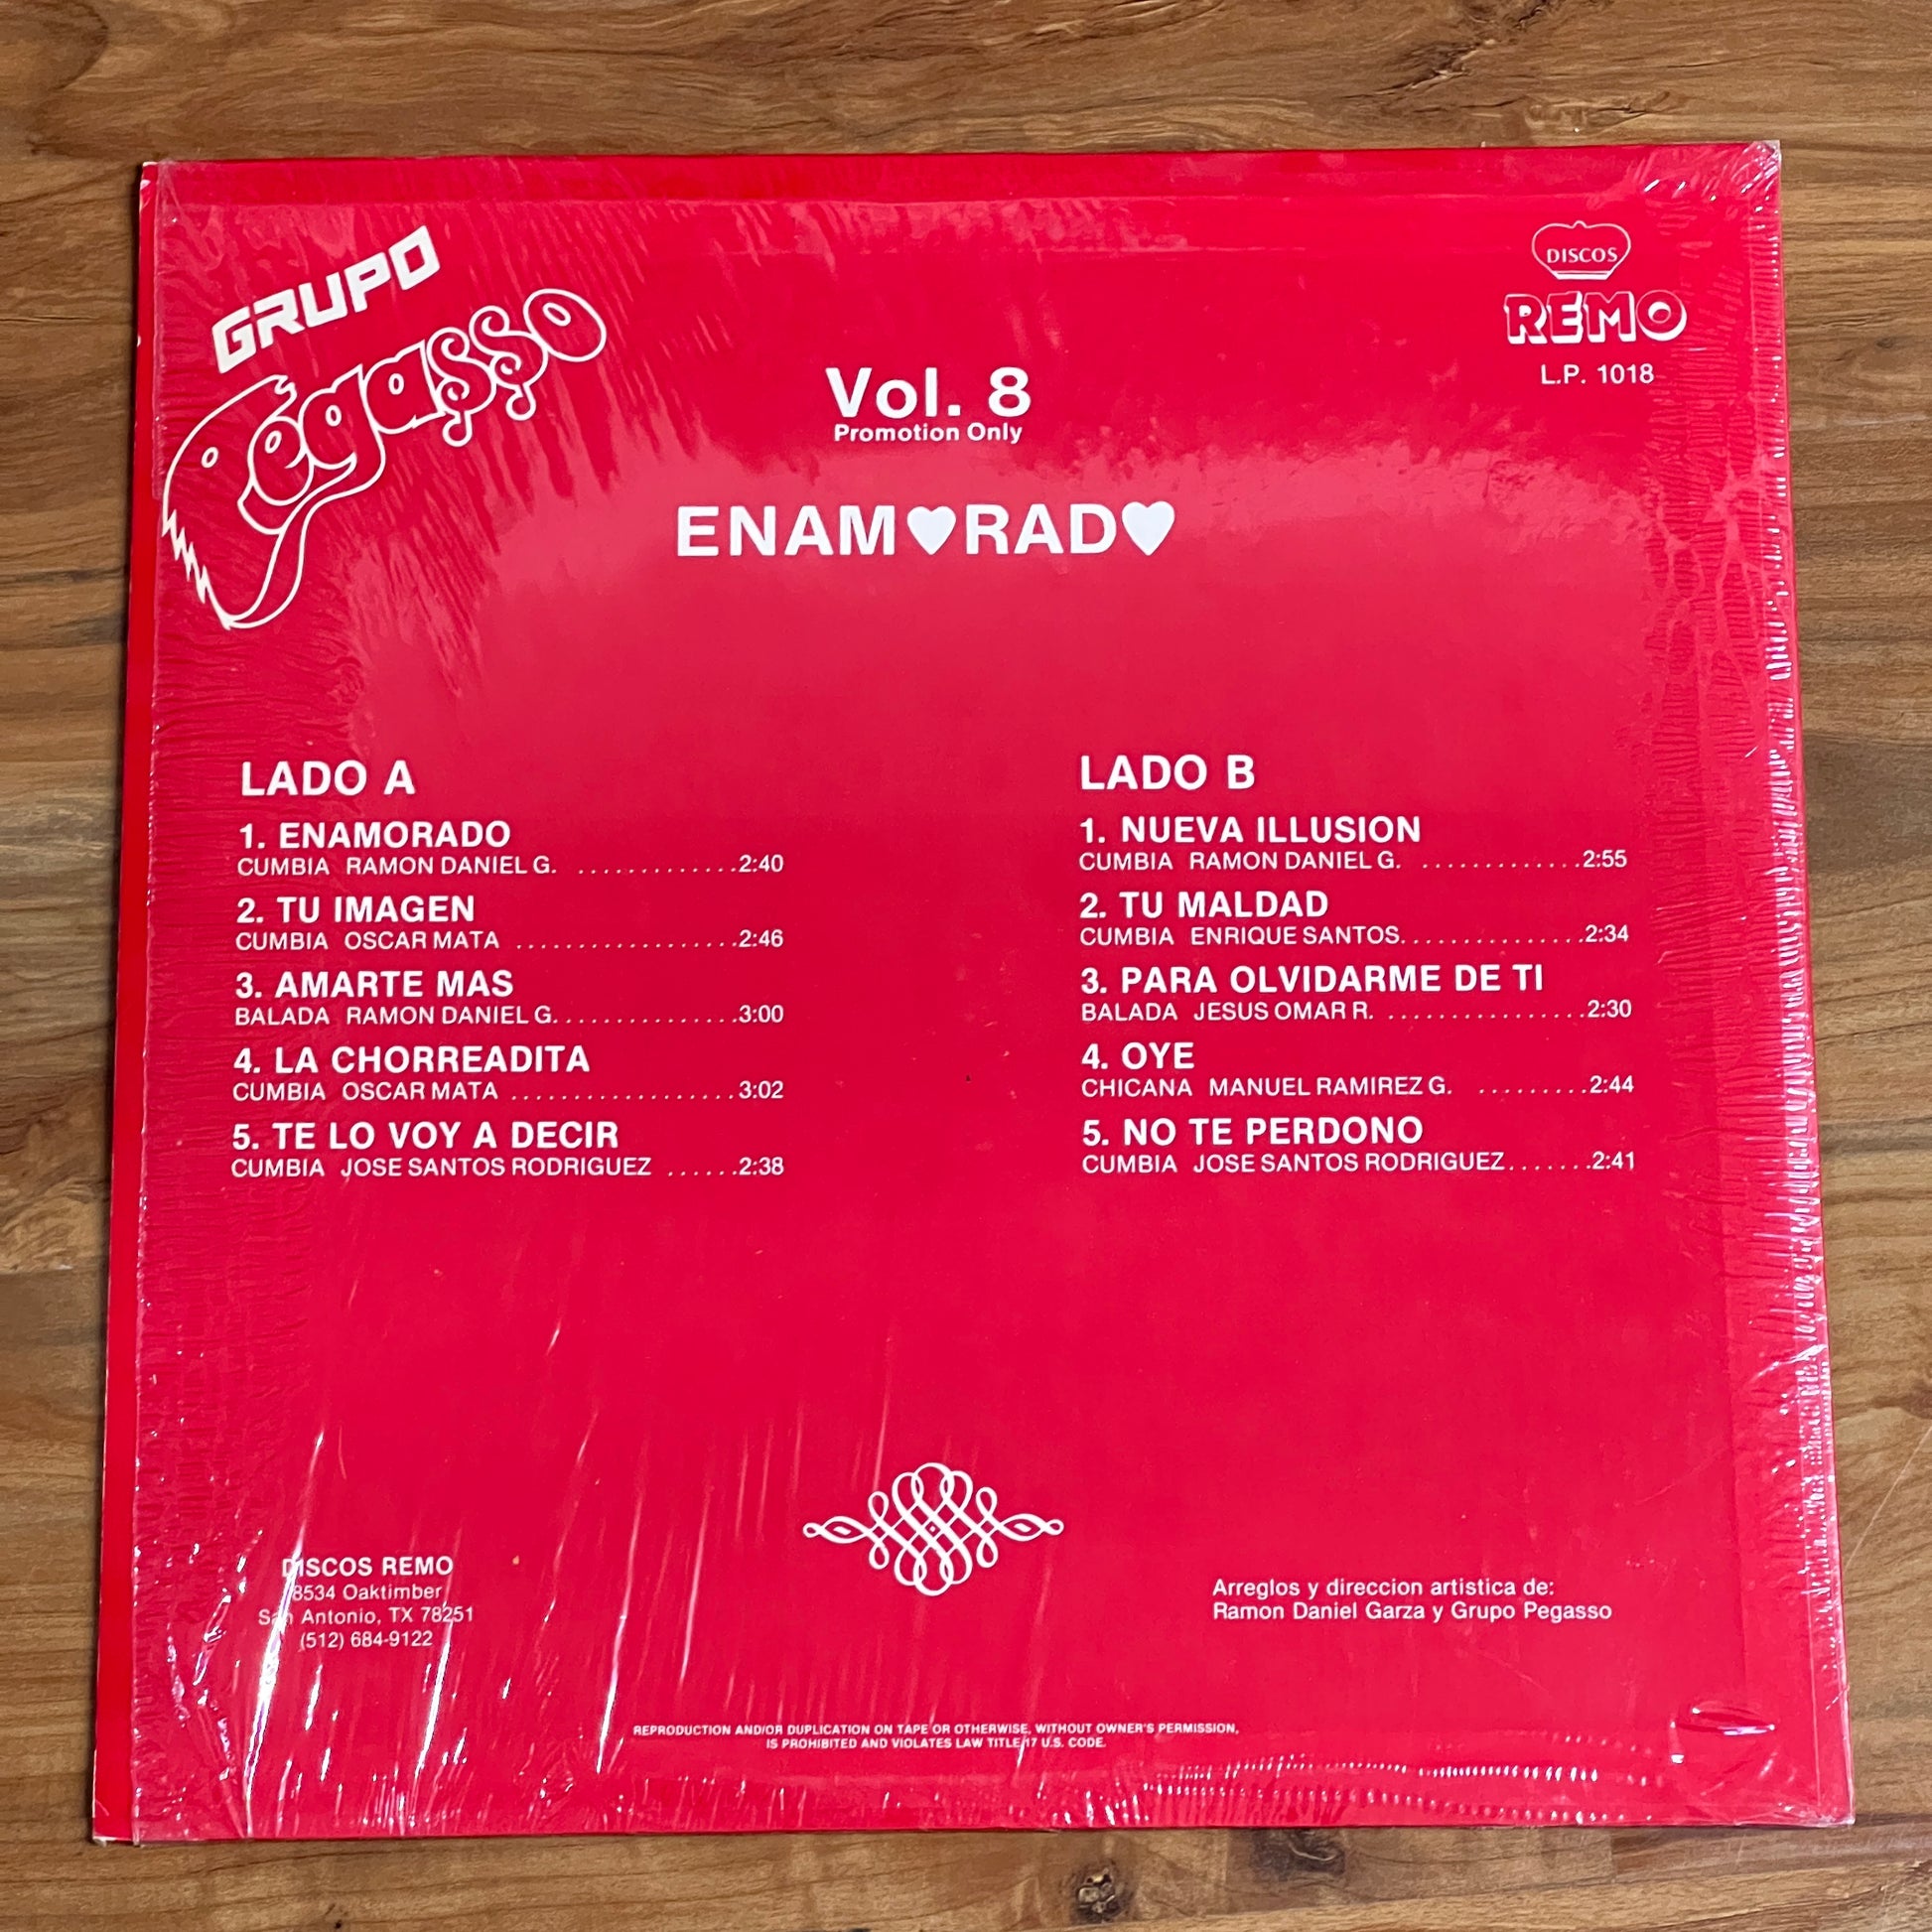 GRUPO
Pegasso
DISCOS
REMO
L.P. 1018
Vol. 8
Promotion Only
ENAM♥RAD♥
LADO A
1. ENAMORADO
CUMBIA RAMON DANIEL G. .............2:40
2. TU IMAGEN
CUMBIA OSCAR MATA ..................2:46
3. AMARTE MAS
BALADA RAMON DANIEL G...............3:00
4. LA CHORREADITA
CUMBIA OSCAR MATA ..................3:02
5. TE LO VOY A DECIR
CUMBIA JOSE SANTOS RODRIGUEZ ......2:38
LADO B
1. NUEVA ILLUSION
CUMBIA RAMON DANIEL G. .............2:55
2. TU MALDAD
CUMBIA ENRIQUE SANTOS...............2:34
3. PARA OLVIDARME DE TI
BALADA JESUS OMAR R. ................2:30
4. OYE
CHICANA MANUEL RAMIREZ G. .........2:44
5. NO TE PERDONO
CUMBIA JOSE SANTOS RODRIGUEZ.......2:41
DISCOS REMO
8534 Oaktimber
San Antonio, TX 78251
(512) 684-9122
Arreglos y direccion artistica de:
Ramon Daniel Garza y Grupo Pegasso
REPRODUCTION AND/OR DUPLICATION ON TAPE OR OTHERWISE, WITHOUT OWNER'S PERMISSION,
IS PROHIBITED AND VIOLATES LAW TITLE 17 U.S. CODE.